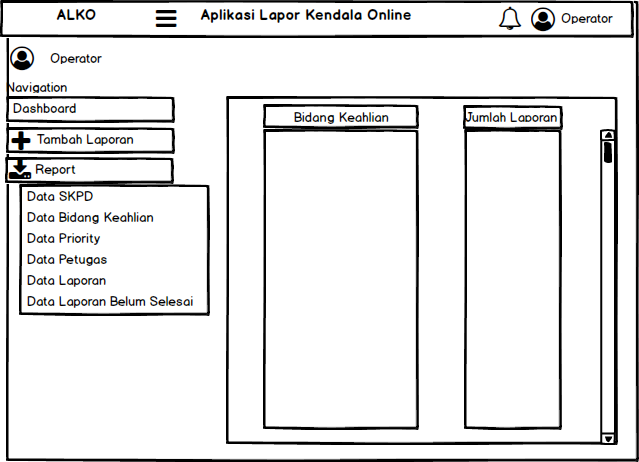 ALKO
Aplikasi Lapor Kendala Online
Operator
Operator
Navigation
Dashboard
Tambah Laporan
Report
Data SKPD
Data Bidang Keahlian
Data Priority
Data Petugas
Data Laporan
Data Laporan Belum Selesai
Bidang Keahlian
Jumlah Laporan